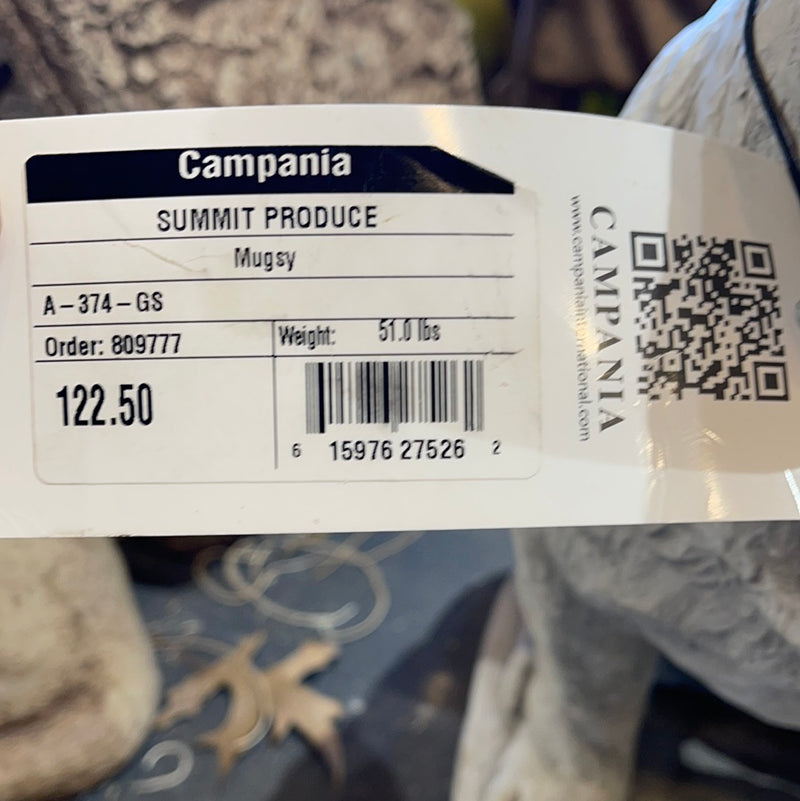 Campania
SUMMIT PRODUCE
Mugsy
A-374-GS
Order: 809777
Weight: 51.0 lbs
122.50
6 15976 27526 2
CAMPANIA
www.campaniainternational.com